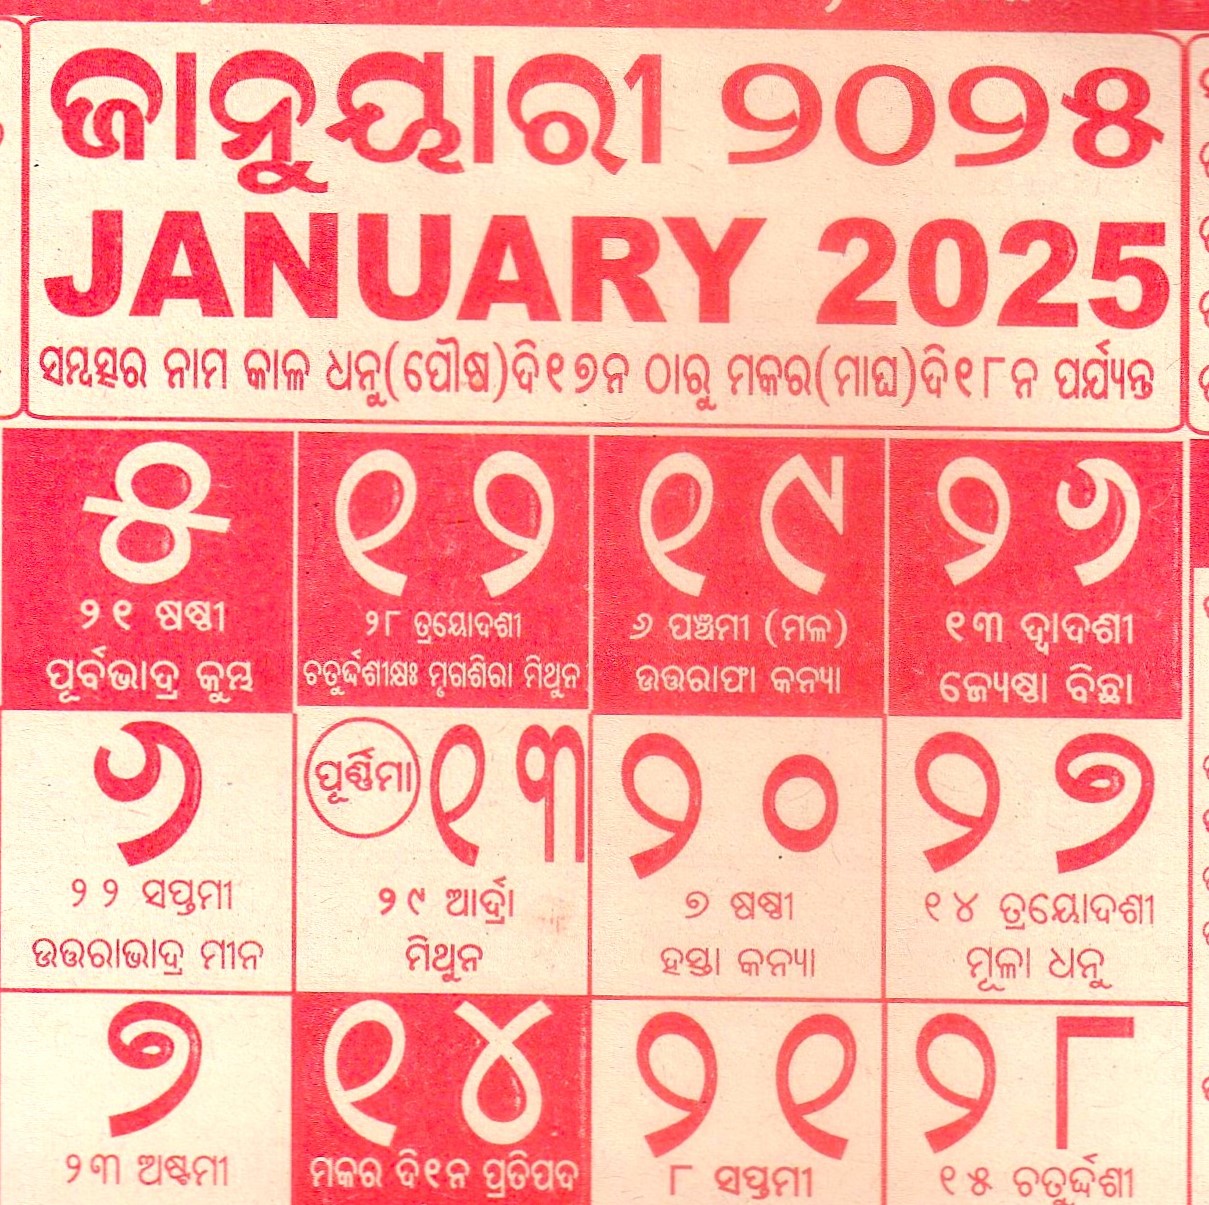 ଜାନୁୟାରୀ ୨୦୨୫
JANUARY 2025
ସମ୍ବତ୍ସର ନାମ କାଳ ଧନୁ(ପୌଷ)ଦି୧୭ନ ଠାରୁ ମକର(ମାଘ)ଦି୧୮ନ ପର୍ଯ୍ୟନ୍ତ
୫ ୧୨ ୧୯ ୨୬
୨୧ ଷଷ୍ଠୀ ୨୮ ତ୍ରୟୋଦଶୀ ୬ ପଞ୍ଚମୀ (ମଳ) ୧୩ ଦ୍ୱାଦଶୀ
ପୂର୍ବଭାଦ୍ର କୁମ୍ଭ ଚତୁର୍ଦ୍ଦଶୀକ୍ଷଃ ମୃଗଶିରା ମିଥୁନ ଉତ୍ତରାଫା କନ୍ୟା ଜ୍ୟେଷ୍ଠା ବିଛା
୬ ପୂର୍ଣ୍ଣିମା ୧୩ ୨୦ ୨୭
୨୨ ସପ୍ତମୀ ୨୯ ଆର୍ଦ୍ରା ୭ ଷଷ୍ଠୀ ୧୪ ତ୍ରୟୋଦଶୀ
ଉତ୍ତରାଭାଦ୍ର ମୀନ ମିଥୁନ ହସ୍ତା କନ୍ୟା ମୂଳା ଧନୁ
୭ ୧୪ ୨୧ ୨୮
୨୩ ଅଷ୍ଟମୀ ମକର ଦି୧ନ ପ୍ରତିପଦ ୮ ସପ୍ତମୀ ୧୫ ଚତୁର୍ଦ୍ଦଶୀ